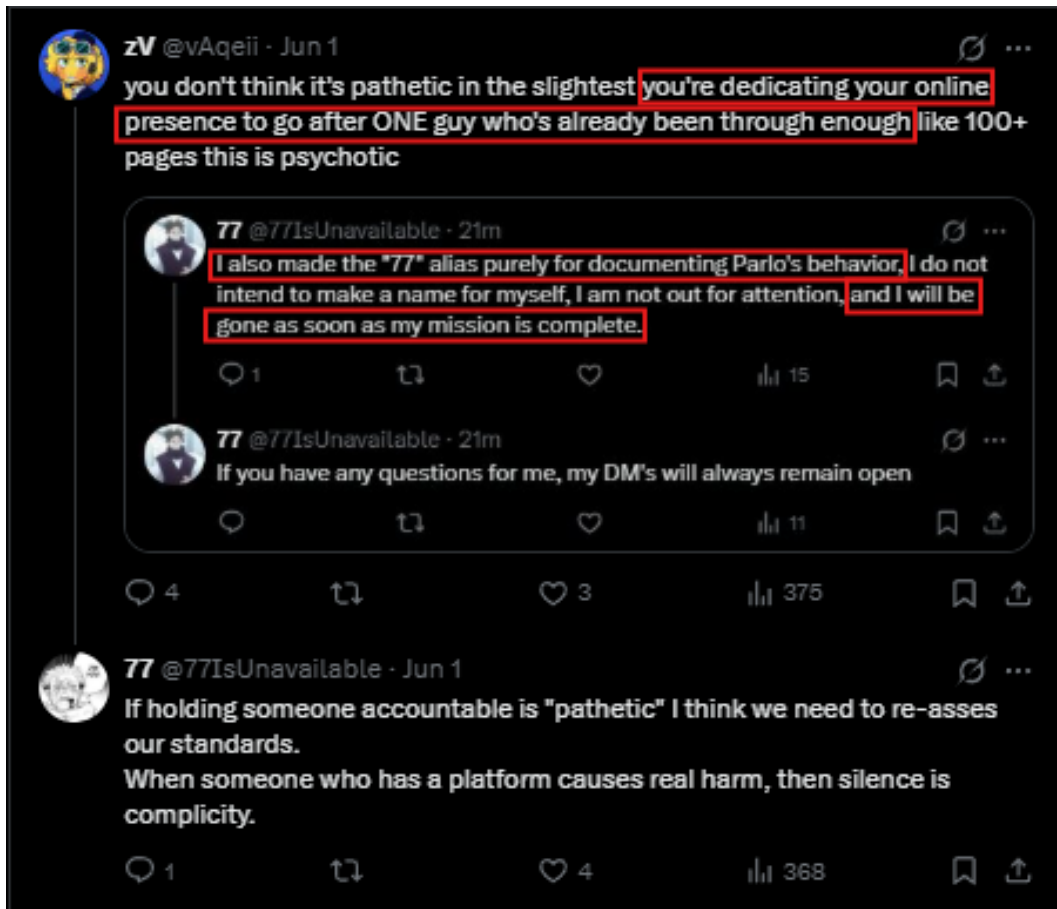 zV @vAqeii · Jun 1
you don't think it's pathetic in the slightest you're dedicating your online
presence to go after ONE guy who's already been through enough like 100+
pages this is psychotic
77 @77IsUnavailable · 21m
I also made the "77" alias purely for documenting Parlo's behavior, I do not
intend to make a name for myself, I am not out for attention, and I will be
gone as soon as my mission is complete.
1 15
77 @77IsUnavailable · 21m
If you have any questions for me, my DM's will always remain open
11
4 3 375
77 @77IsUnavailable · Jun 1
If holding someone accountable is "pathetic" I think we need to re-asses
our standards.
When someone who has a platform causes real harm, then silence is
complicity.
1 4 368